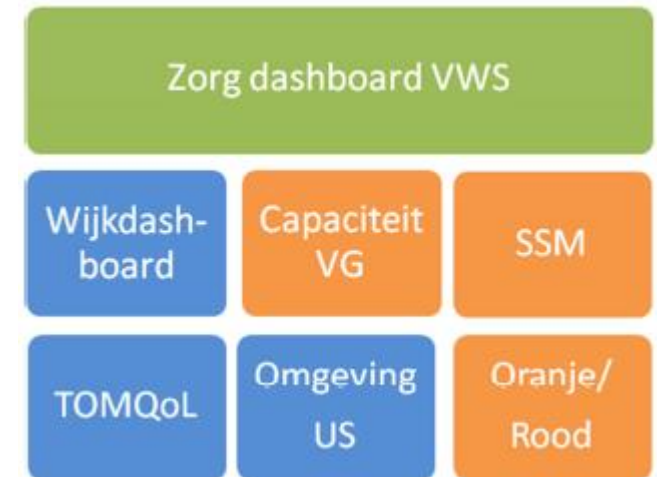 Zorg dashboard VWS
Wijkdash-
board
Capaciteit
VG
SSM
TOMQoL
Omgeving
US
Oranje/
Rood